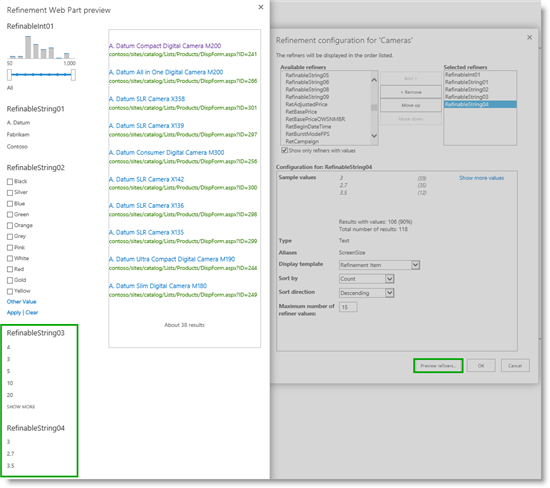 Refinement Web Part preview
RefinableInt01
50 1,000
All
RefinableString01
A. Datum
Fabrikam
Contoso
RefinableString02
Black
Silver
Blue
Green
Orange
Grey
Pink
White
Red
Gold
Yellow
Other Value
Apply | Clear
RefinableString03
4
3
5
10
20
SHOW MORE
RefinableString04
3
2.7
3.5
A. Datum Compact Digital Camera M200
contoso/sites/catalog/Lists/Products/DispForm.aspx?ID=241
A. Datum All in One Digital Camera M200
contoso/sites/catalog/Lists/Products/DispForm.aspx?ID=266
A. Datum SLR Camera X358
contoso/sites/catalog/Lists/Products/DispForm.aspx?ID=301
A. Datum SLR Camera X139
contoso/sites/catalog/Lists/Products/DispForm.aspx?ID=297
A. Datum Consumer Digital Camera M300
contoso/sites/catalog/Lists/Products/DispForm.aspx?ID=256
A. Datum SLR Camera X142
contoso/sites/catalog/Lists/Products/DispForm.aspx?ID=300
A. Datum SLR Camera X136
contoso/sites/catalog/Lists/Products/DispForm.aspx?ID=298
A. Datum SLR Camera X135
contoso/sites/catalog/Lists/Products/DispForm.aspx?ID=299
A. Datum Ultra Compact Digital Camera M190
contoso/sites/catalog/Lists/Products/DispForm.aspx?ID=244
A. Datum Slim Digital Camera M180
contoso/sites/catalog/Lists/Products/DispForm.aspx?ID=249
About 38 results
Refinement configuration for 'Cameras'
The refiners will be displayed in the order listed.
Available refiners
RefinableString05
RefinableString06
RefinableString08
RefinableString09
RatAdjustedPrice
RatBasePrice
RatBasePriceOWSNMBR
RatBeginDateTime
RatBurstModeFPS
RatCampaign
Show only refiners with values
Add >
< Remove
Move up
Move down
Selected refiners
RefinableInt01
RefinableString01
RefinableString02
RefinableString03
RefinableString04
Configuration for: RefinableString04
Sample values 3 (59) Show more values
2.7 (35)
3.5 (12)
Results with values: 106 (90%)
Total number of results: 118
Type Text
Aliases ScreenSize
Display template Refinement Item
Sort by Count
Sort direction Descending
Maximum number of refiner values: 15
Preview refiners... OK Cancel